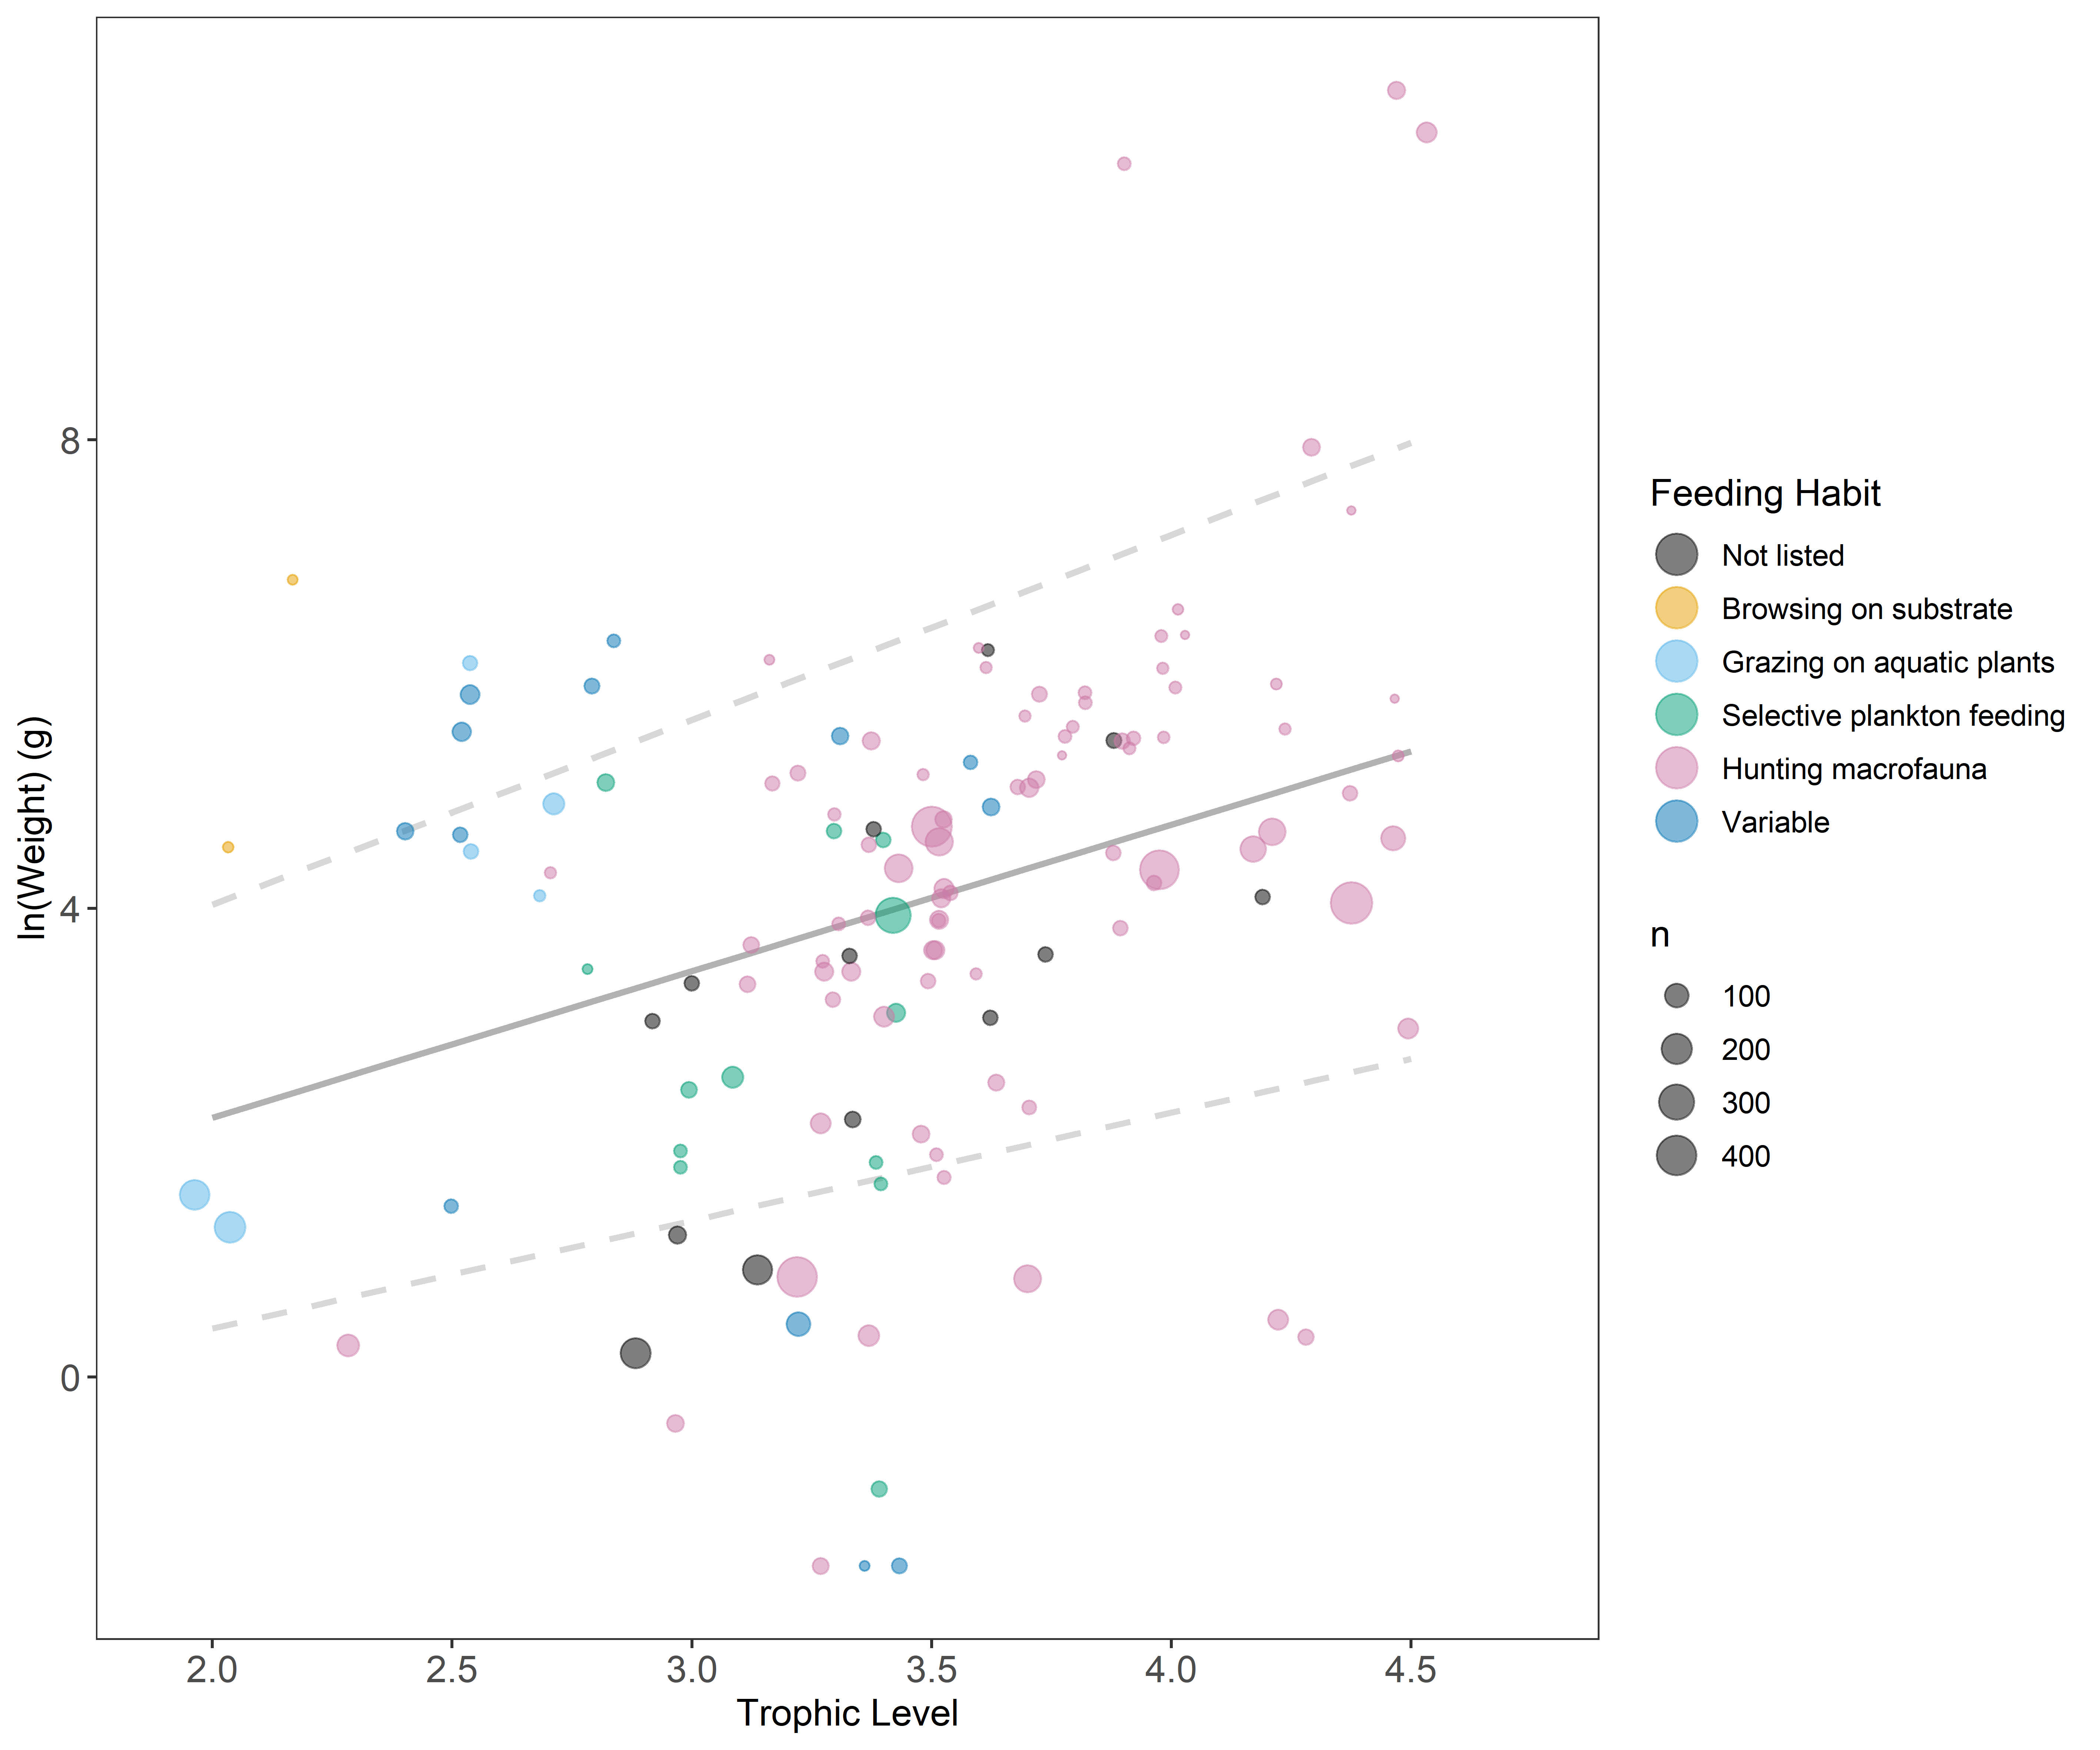 ln(Weight) (g)
8
4
0
2.0 2.5 3.0 3.5 4.0 4.5
Trophic Level
Feeding Habit
Not listed
Browsing on substrate
Grazing on aquatic plants
Selective plankton feeding
Hunting macrofauna
Variable
n
100
200
300
400